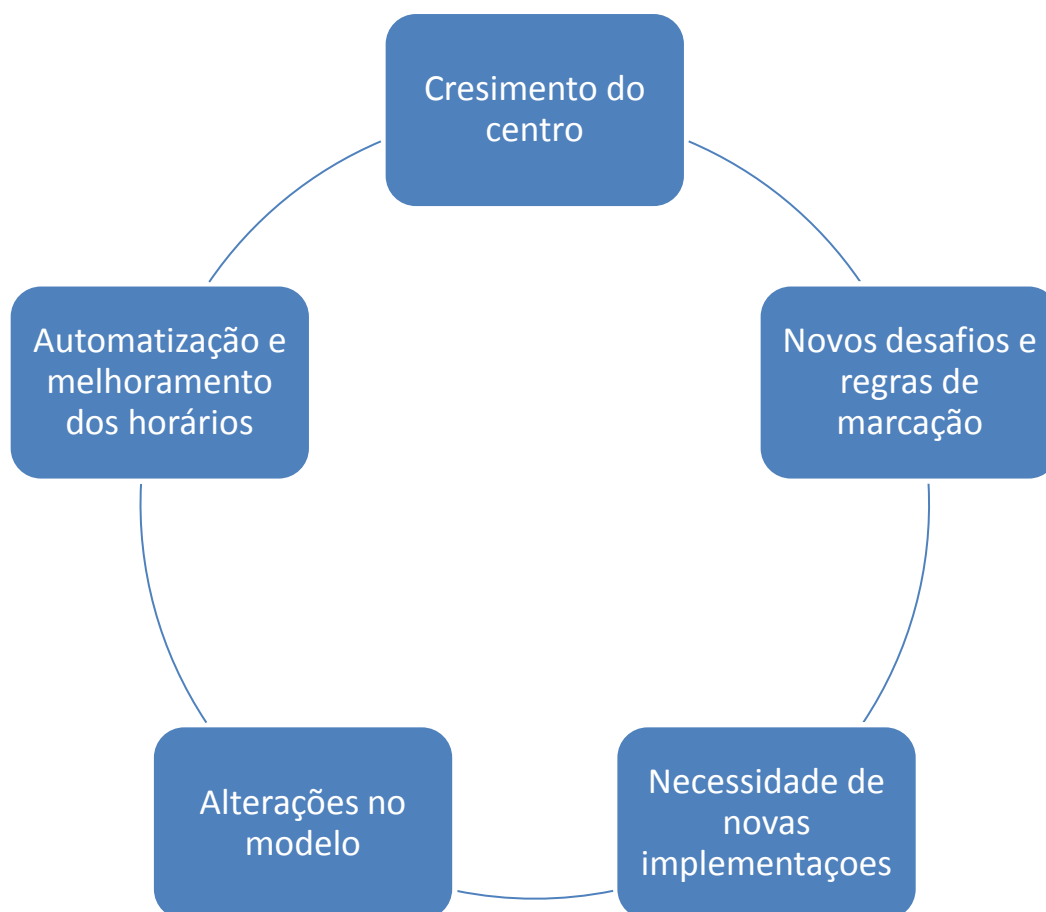 Cresimento do
centro
Novos desafios e
regras de
marcação
Necessidade de
novas
implementaçoes
Alterações no
modelo
Automatização e
melhoramento
dos horários